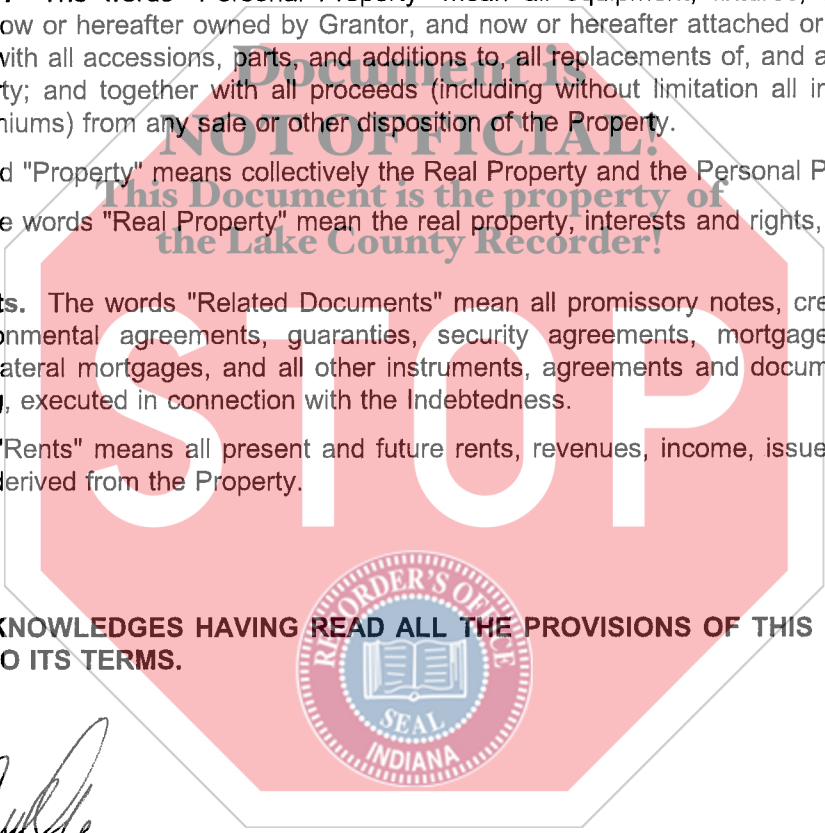 now or hereafter owned by Grantor, and now or hereafter attached or
with all accessions, parts, and additions to, all replacements of, and a
ty; and together with all proceeds (including without limitation all in
niums) from any sale or other disposition of the Property.
d "Property" means collectively the Real Property and the Personal P
e words "Real Property" mean the real property, interests and rights,
ts. The words "Related Documents" mean all promissory notes, cre
onmental agreements, guaranties, security agreements, mortgage
ateral mortgages, and all other instruments, agreements and docum
, executed in connection with the Indebtedness.
"Rents" means all present and future rents, revenues, income, issue
derived from the Property.
KNOWLEDGES HAVING READ ALL THE PROVISIONS OF THIS
O ITS TERMS.
Document is
NOT OFFICIAL!
This Document is the property of
the Lake County Recorder!
STOP
RECORDER'S OFFICE
SEAL
INDIANA